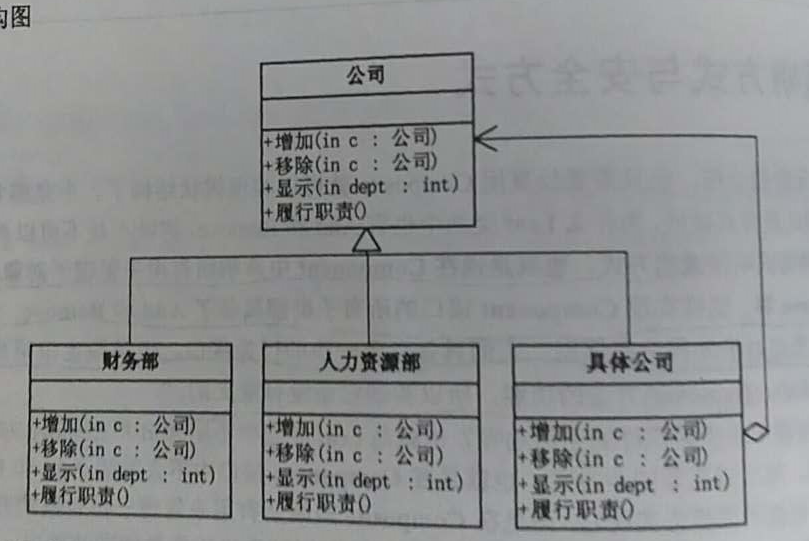 构图
公司
+增加(in c : 公司)
+移除(in c : 公司)
+显示(in dept : int)
+履行职责()
财务部
+增加(in c : 公司)
+移除(in c : 公司)
+显示(in dept : int)
+履行职责()
人力资源部
+增加(in c : 公司)
+移除(in c : 公司)
+显示(in dept : int)
+履行职责()
具体公司
+增加(in c : 公司)
+移除(in c : 公司)
+显示(in dept : int)
+履行职责()